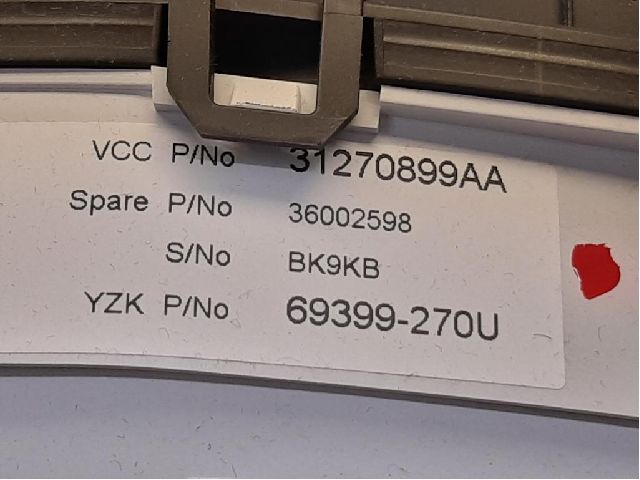 VCC P/No 31270899AA
Spare P/No 36002598
S/No BK9KB
YZK P/No 69399-270U